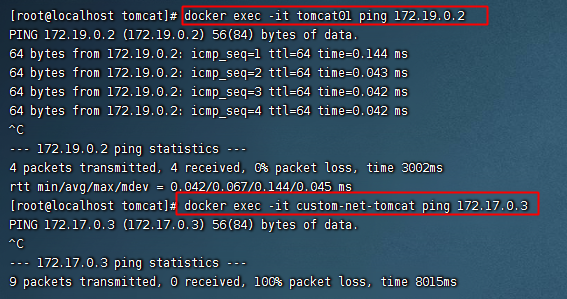 [root@localhost tomcat]# docker exec -it tomcat01 ping 172.19.0.2
PING 172.19.0.2 (172.19.0.2) 56(84) bytes of data.
64 bytes from 172.19.0.2: icmp_seq=1 ttl=64 time=0.144 ms
64 bytes from 172.19.0.2: icmp_seq=2 ttl=64 time=0.043 ms
64 bytes from 172.19.0.2: icmp_seq=3 ttl=64 time=0.042 ms
64 bytes from 172.19.0.2: icmp_seq=4 ttl=64 time=0.042 ms
^C
--- 172.19.0.2 ping statistics ---
4 packets transmitted, 4 received, 0% packet loss, time 3002ms
rtt min/avg/max/mdev = 0.042/0.067/0.144/0.045 ms
[root@localhost tomcat]# docker exec -it custom-net-tomcat ping 172.17.0.3
PING 172.17.0.3 (172.17.0.3) 56(84) bytes of data.
^C
--- 172.17.0.3 ping statistics ---
9 packets transmitted, 0 received, 100% packet loss, time 8015ms